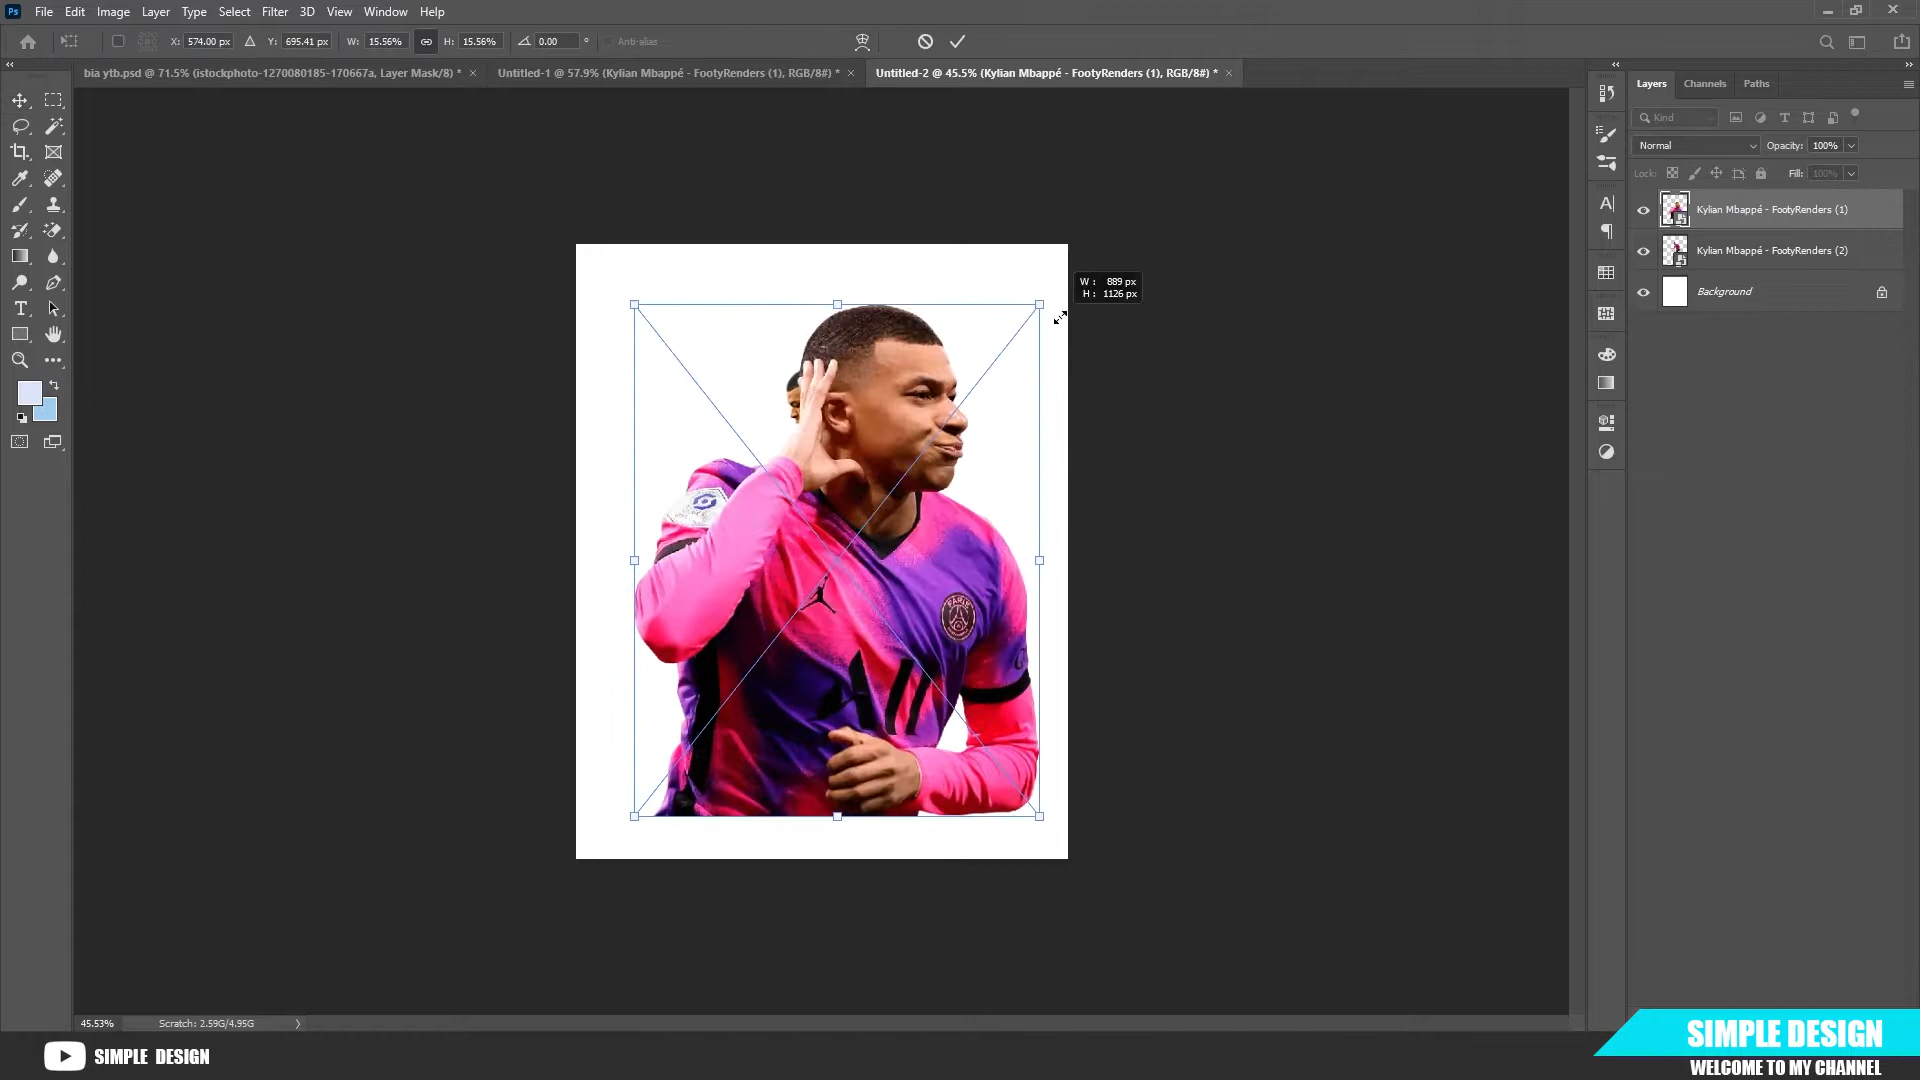 Ps File Edit Image Layer Type Select Filter 3D View Window Help
X: 574.00 px Y: 695.41 px W: 15.56% H: 15.56% 0.00 ° Anti-alias
bia ytb.psd @ 71.5% (istockphoto-1270080185-170667a, Layer Mask/8) * × Untitled-1 @ 57.9% (Kylian Mbappé - FootyRenders (1), RGB/8#) * × Untitled-2 @ 45.5% (Kylian Mbappé - FootyRenders (1), RGB/8#) * ×
Layers Channels Paths
Kind
Normal Opacity: 100%
Lock: Fill: 100%
Kylian Mbappé - FootyRenders (1)
Kylian Mbappé - FootyRenders (2)
Background
W : 889 px
H : 1126 px
PARIS
All
45.53% Scratch: 2.59G/4.95G
SIMPLE DESIGN
SIMPLE DESIGN
WELCOME TO MY CHANNEL